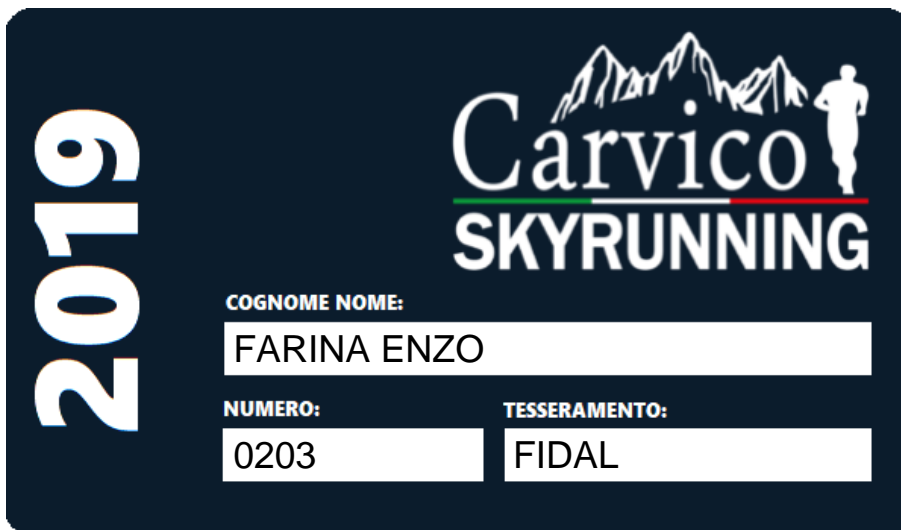 2019
Carvico
SKYRUNNING
COGNOME NOME:
FARINA ENZO
NUMERO: TESSERAMENTO:
0203 FIDAL